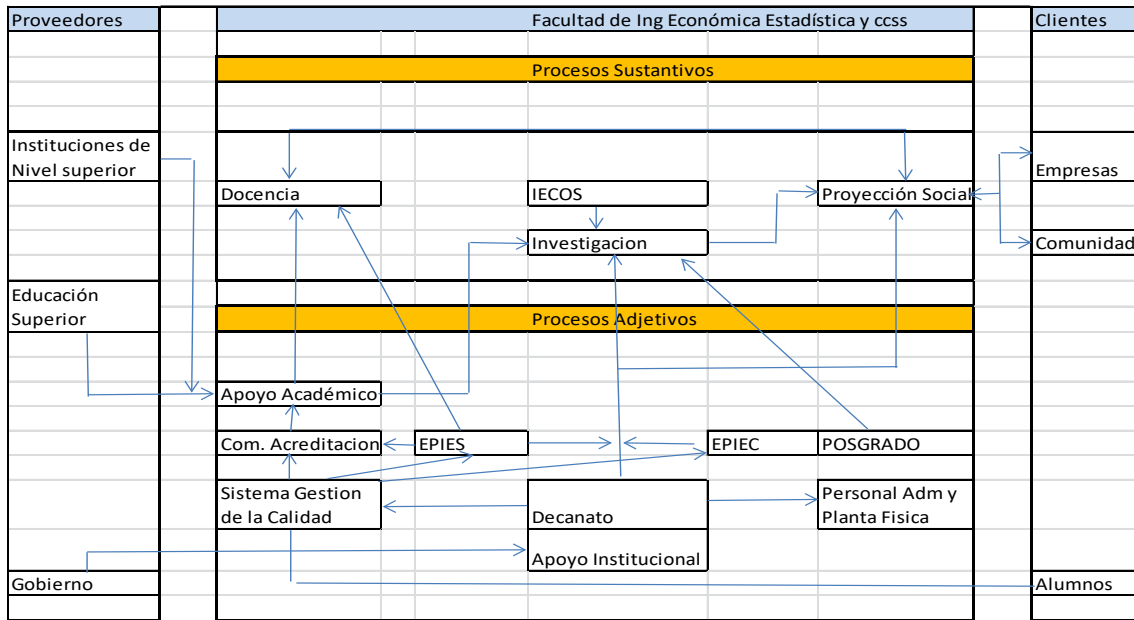 Proveedores
Facultad de Ing Económica Estadística y ccss
Clientes
Procesos Sustantivos
Instituciones de
Nivel superior
Empresas
Docencia
IECOS
Proyección Social
Investigacion
Comunidad
Educación
Superior
Procesos Adjetivos
Apoyo Académico
Com. Acreditacion
EPIES
EPIEC
POSGRADO
Sistema Gestion
de la Calidad
Decanato
Personal Adm y
Planta Fisica
Apoyo Institucional
Gobierno
Alumnos